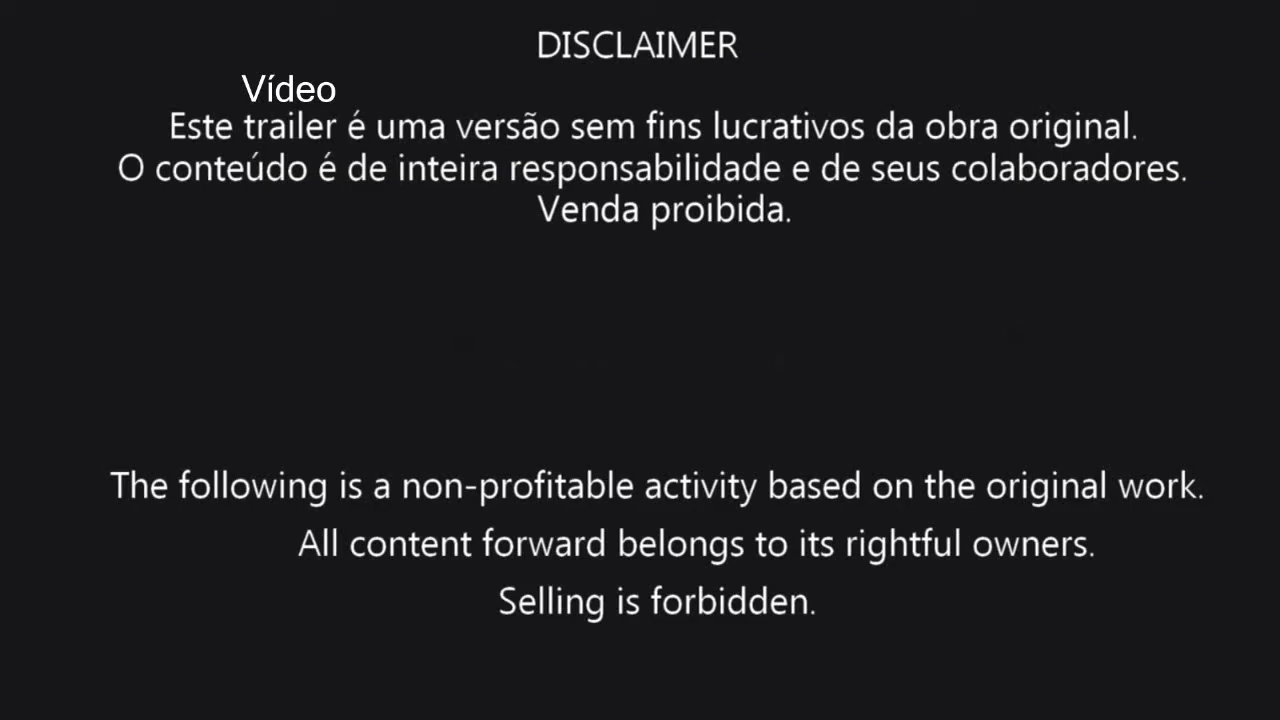 DISCLAIMER
Vídeo
Este trailer é uma versão sem fins lucrativos da obra original.
O conteúdo é de inteira responsabilidade e de seus colaboradores.
Venda proibida.
The following is a non-profitable activity based on the original work.
All content forward belongs to its rightful owners.
Selling is forbidden.